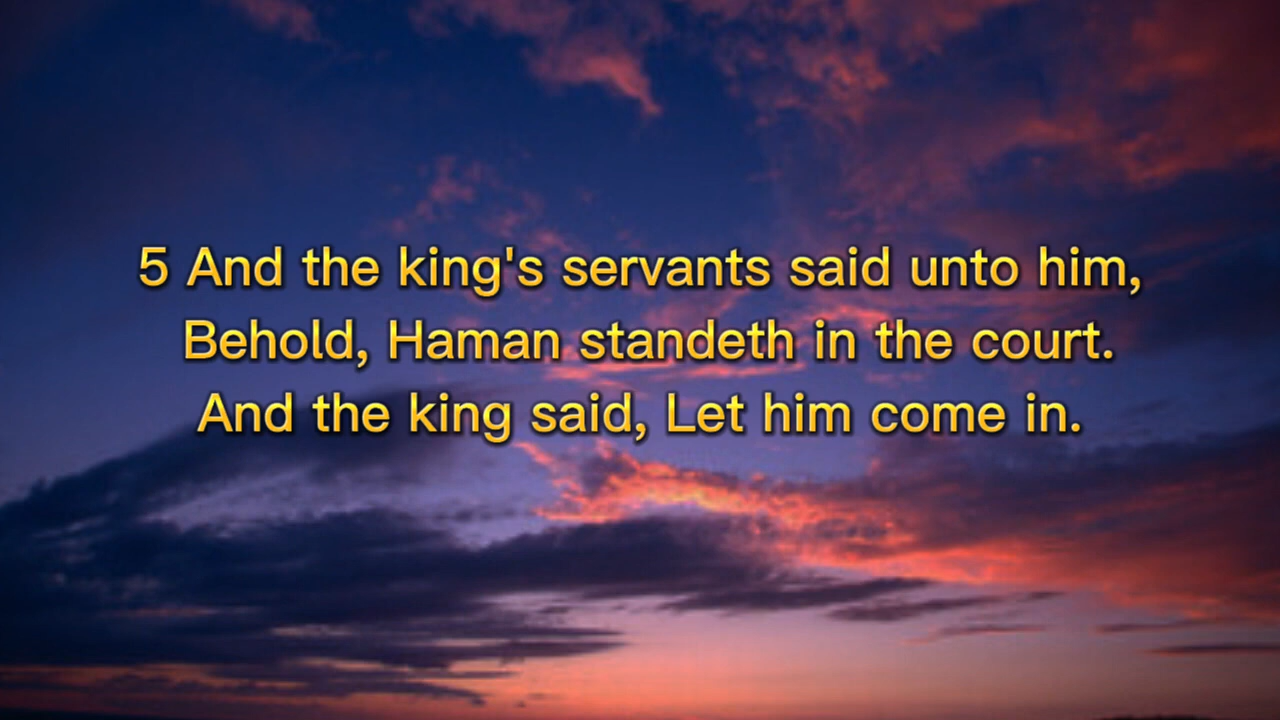 5 And the king's servants said unto him,
Behold, Haman standeth in the court.
And the king said, Let him come in.